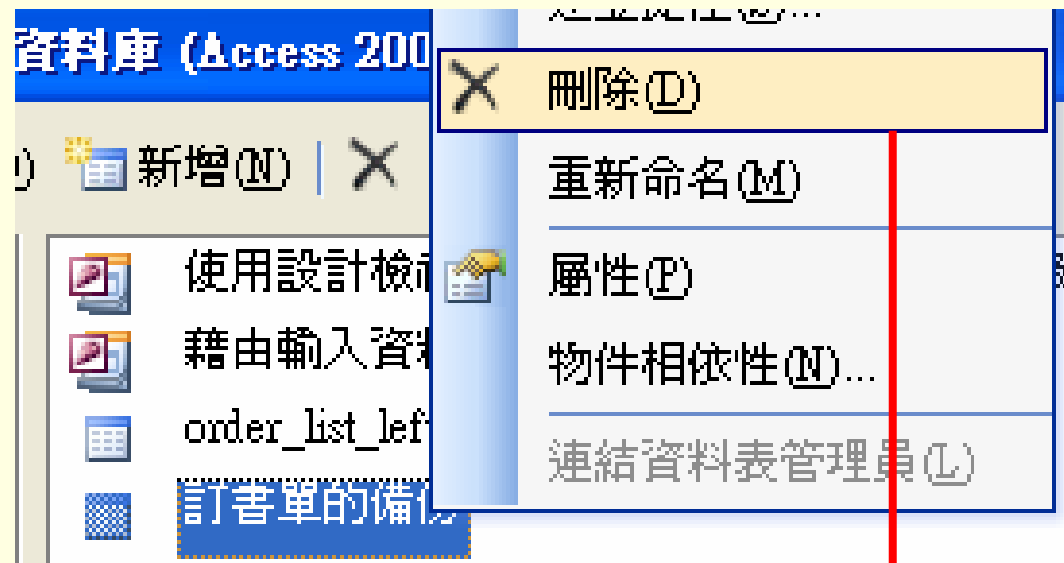 資料庫 (Access 200
刪除(D)
新增(N)
重新命名(M)
使用設計檢
屬性(P)
藉由輸入資
物件相依性(N)...
order_list_lef
連結資料表管理員(L)
訂書單的備份